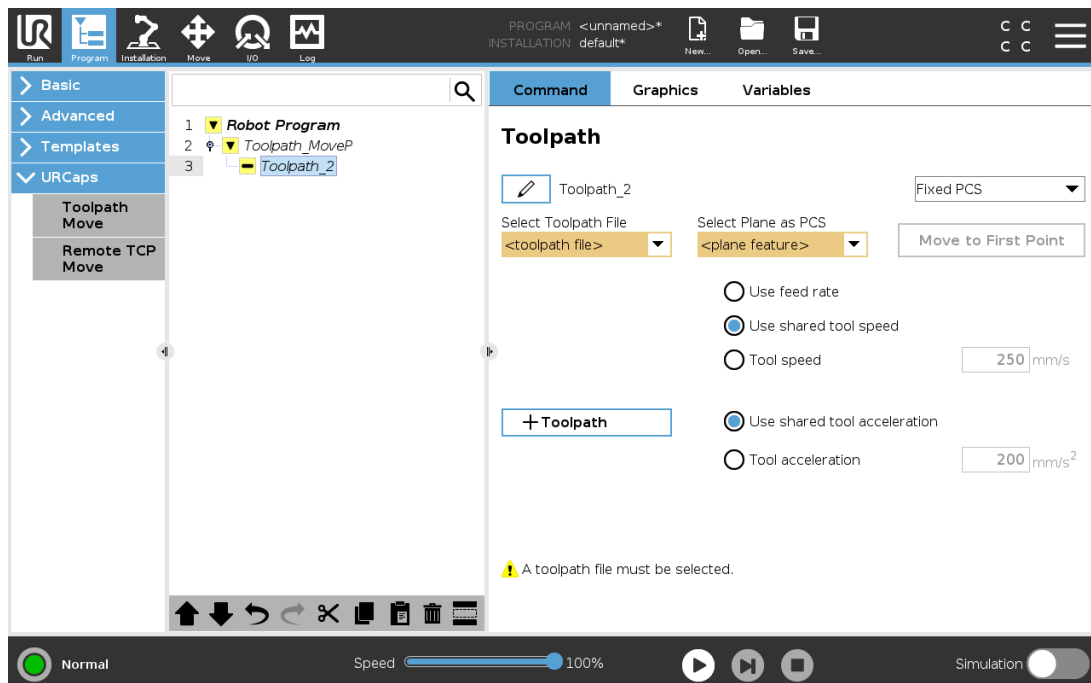 UR
PROGRAM <unnamed>*
INSTALLATION default*
Run Program Installation Move I/O Log New... Open... Save...
C C
C C
Basic
Advanced
Templates
URCaps
Toolpath
Move
Remote TCP
Move
1 Robot Program
2 Toolpath_MoveP
3 Toolpath_2
Command Graphics Variables
Toolpath
Toolpath_2 Fixed PCS
Select Toolpath File Select Plane as PCS
<toolpath file> <plane feature> Move to First Point
Use feed rate
Use shared tool speed
Tool speed 250 mm/s
+Toolpath Use shared tool acceleration
Tool acceleration 200 mm/s²
A toolpath file must be selected.
Normal Speed 100% Simulation